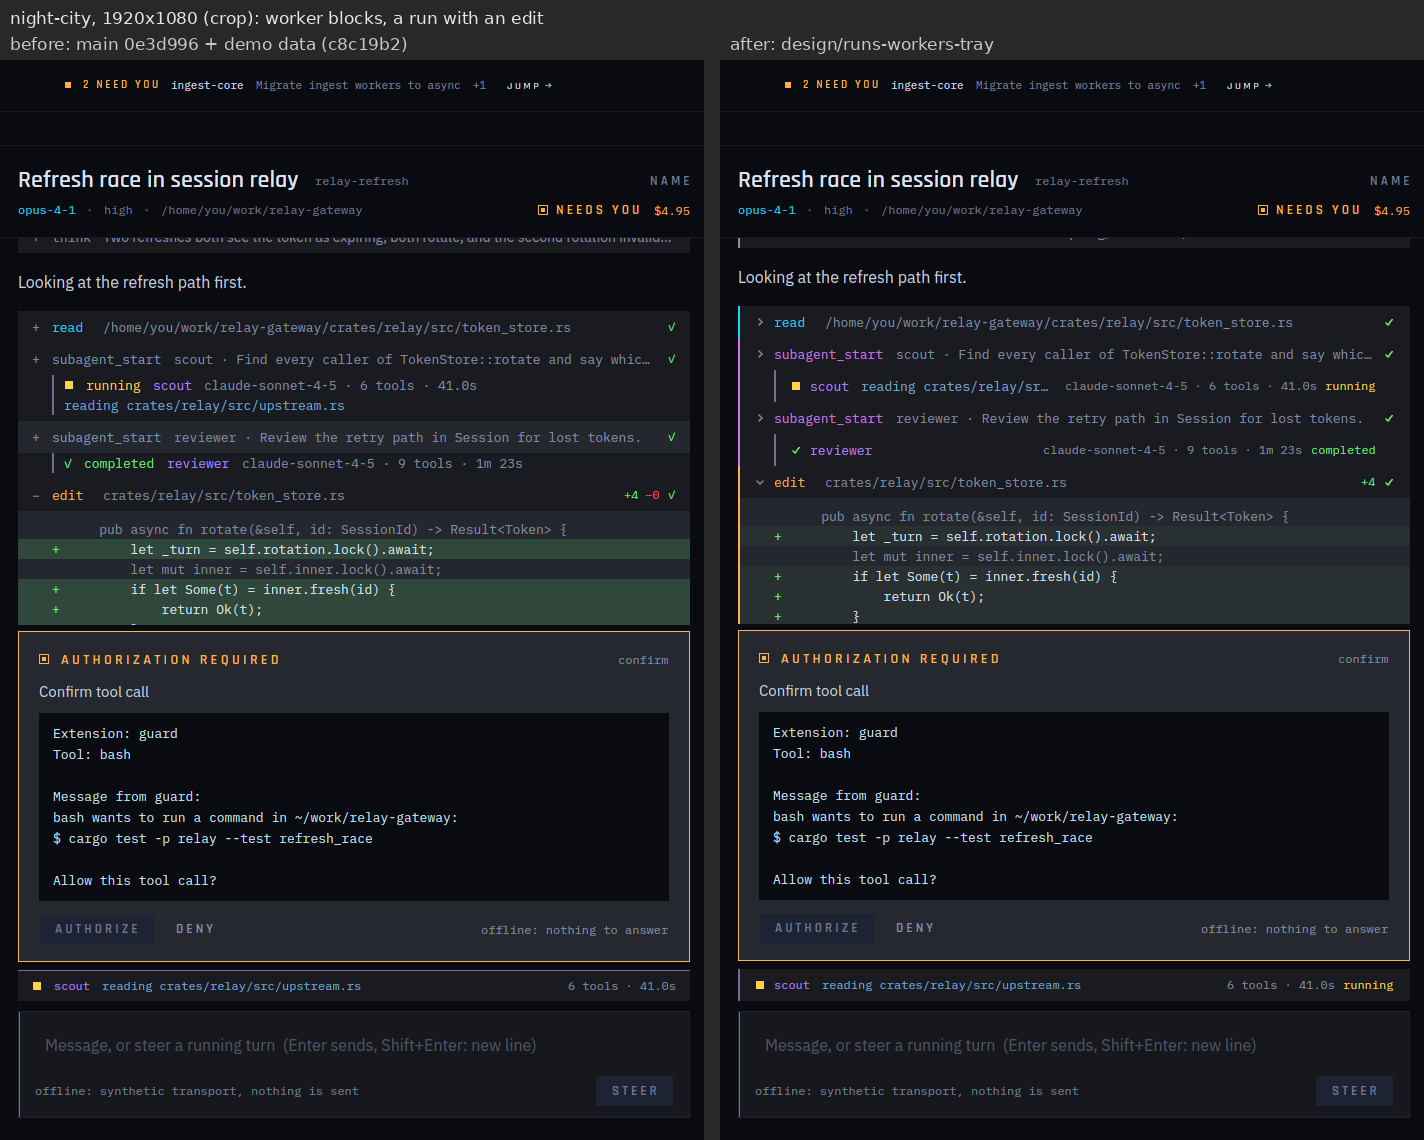 night-city, 1920x1080 (crop): worker blocks, a run with an edit
before: main 0e3d996 + demo data (c8c19b2)
2 NEED YOU ingest-core Migrate ingest workers to async +1 JUMP →
Refresh race in session relay relay-refresh NAME
opus-4-1 · high · /home/you/work/relay-gateway NEEDS YOU $4.95
+ think Two refreshes both see the token as expiring, both rotate, and the second rotation invalid…
Looking at the refresh path first.
+ read /home/you/work/relay-gateway/crates/relay/src/token_store.rs ✓
+ subagent_start scout · Find every caller of TokenStore::rotate and say whic… ✓
running scout claude-sonnet-4-5 · 6 tools · 41.0s
reading crates/relay/src/upstream.rs
+ subagent_start reviewer · Review the retry path in Session for lost tokens. ✓
✓ completed reviewer claude-sonnet-4-5 · 9 tools · 1m 23s
− edit crates/relay/src/token_store.rs +4 −0 ✓
pub async fn rotate(&self, id: SessionId) -> Result<Token> {
+ let _turn = self.rotation.lock().await;
let mut inner = self.inner.lock().await;
+ if let Some(t) = inner.fresh(id) {
+ return Ok(t);
AUTHORIZATION REQUIRED confirm
Confirm tool call
Extension: guard
Tool: bash
Message from guard:
bash wants to run a command in ~/work/relay-gateway:
$ cargo test -p relay --test refresh_race
Allow this tool call?
AUTHORIZE DENY offline: nothing to answer
scout reading crates/relay/src/upstream.rs 6 tools · 41.0s
Message, or steer a running turn (Enter sends, Shift+Enter: new line)
offline: synthetic transport, nothing is sent STEER
after: design/runs-workers-tray
2 NEED YOU ingest-core Migrate ingest workers to async +1 JUMP →
Refresh race in session relay relay-refresh NAME
opus-4-1 · high · /home/you/work/relay-gateway NEEDS YOU $4.95
Looking at the refresh path first.
> read /home/you/work/relay-gateway/crates/relay/src/token_store.rs ✓
> subagent_start scout · Find every caller of TokenStore::rotate and say whic… ✓
scout reading crates/relay/sr… claude-sonnet-4-5 · 6 tools · 41.0s running
> subagent_start reviewer · Review the retry path in Session for lost tokens. ✓
✓ reviewer claude-sonnet-4-5 · 9 tools · 1m 23s completed
edit crates/relay/src/token_store.rs +4 ✓
pub async fn rotate(&self, id: SessionId) -> Result<Token> {
+ let _turn = self.rotation.lock().await;
let mut inner = self.inner.lock().await;
+ if let Some(t) = inner.fresh(id) {
+ return Ok(t);
+ }
AUTHORIZATION REQUIRED confirm
Confirm tool call
Extension: guard
Tool: bash
Message from guard:
bash wants to run a command in ~/work/relay-gateway:
$ cargo test -p relay --test refresh_race
Allow this tool call?
AUTHORIZE DENY offline: nothing to answer
scout reading crates/relay/src/upstream.rs 6 tools · 41.0s running
Message, or steer a running turn (Enter sends, Shift+Enter: new line)
offline: synthetic transport, nothing is sent STEER